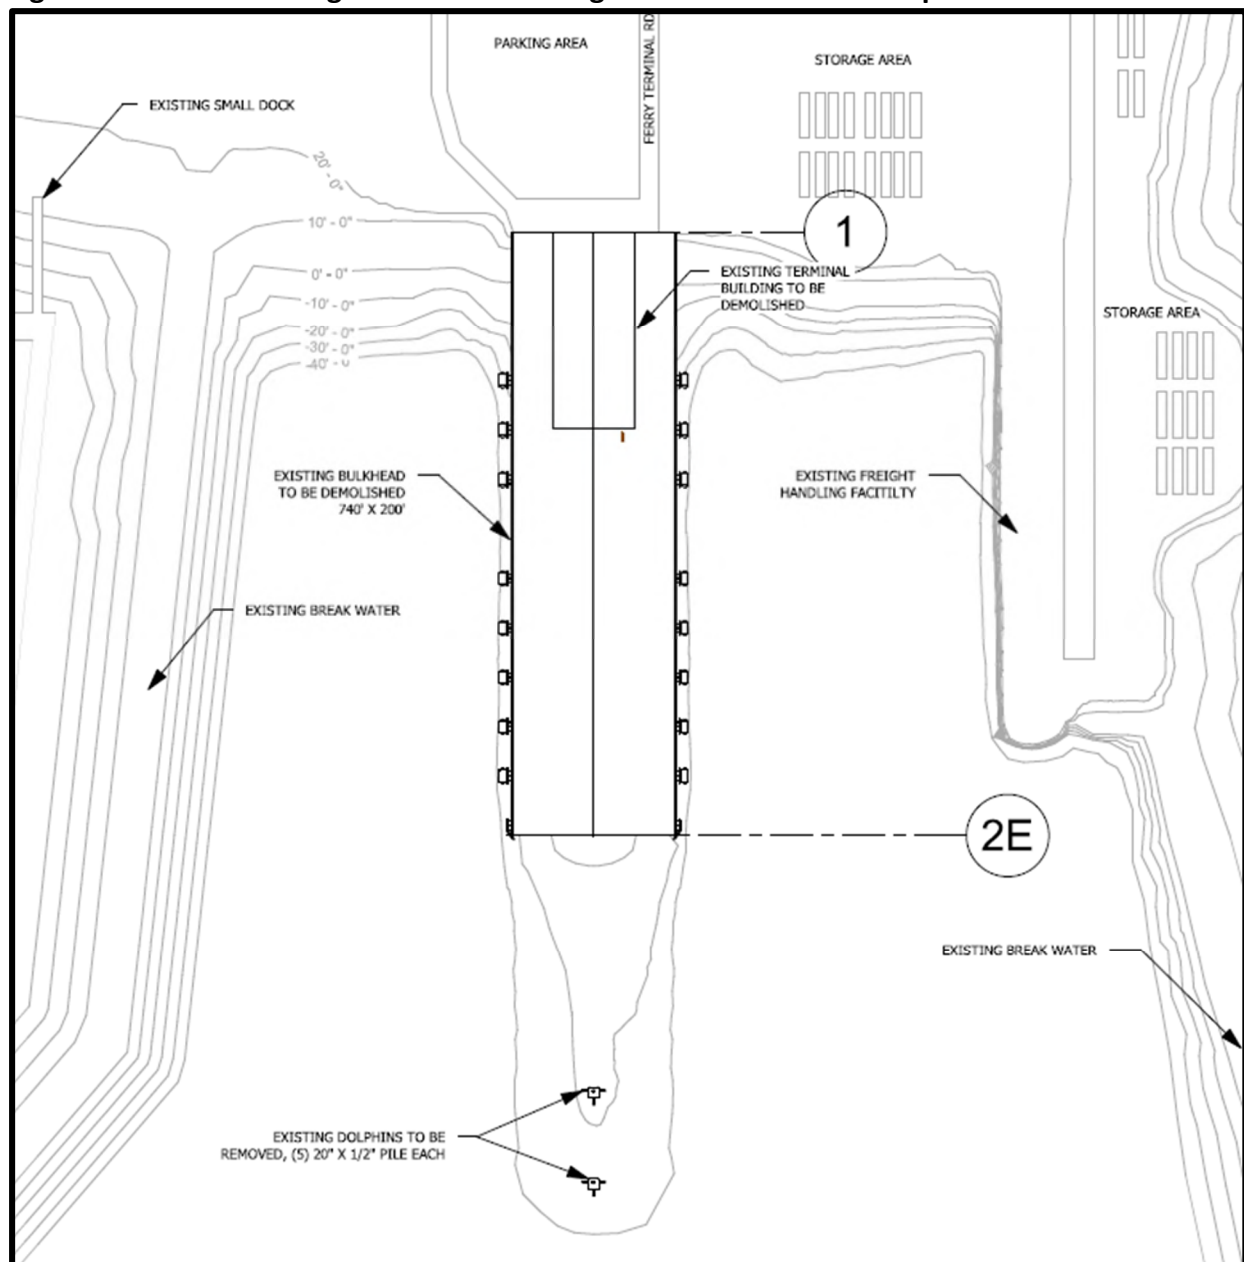 PARKING AREA
FERRY TERMINAL RD
STORAGE AREA
EXISTING SMALL DOCK
20' - 0"
10' - 0"
1
0' - 0"
EXISTING TERMINAL
BUILDING TO BE
DEMOLISHED
-10' - 0"
STORAGE AREA
-20' - 0"
-30' - 0"
-40' - 0
EXISTING BULKHEAD
TO BE DEMOLISHED
740' X 200'
EXISTING FREIGHT
HANDLING FACITILTY
EXISTING BREAK WATER
2E
EXISTING BREAK WATER
EXISTING DOLPHINS TO BE
REMOVED, (5) 20" X 1/2" PILE EACH